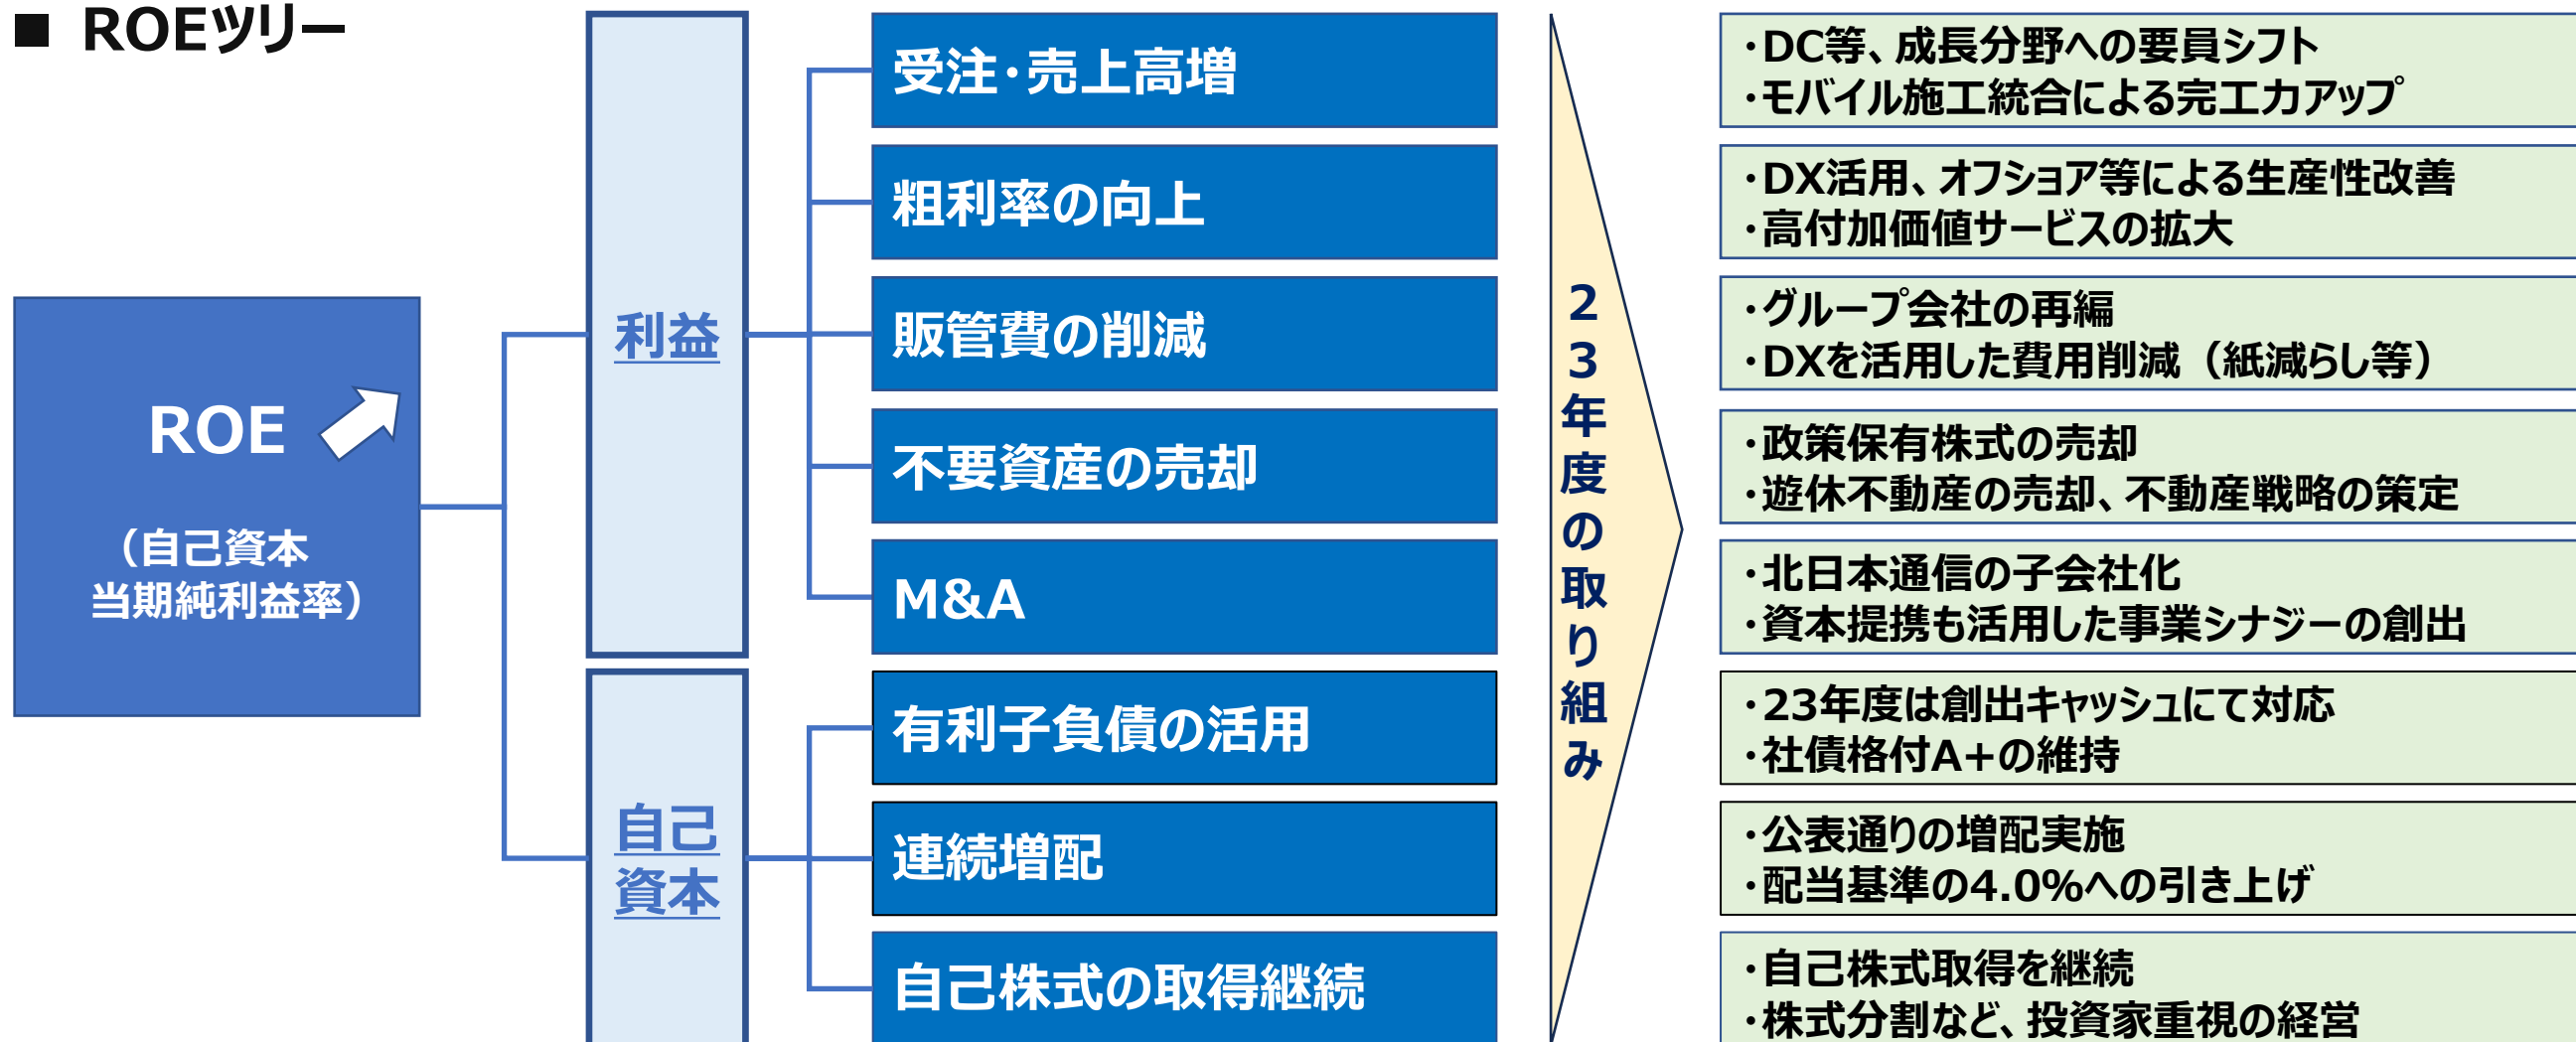 ■ ROEツリー
ROE
（自己資本
当期純利益率）
利益
自己
資本
受注・売上高増
粗利率の向上
販管費の削減
不要資産の売却
M&A
有利子負債の活用
連続増配
自己株式の取得継続
２３年度の取り組み
・DC等、成長分野への要員シフト
・モバイル施工統合による完工力アップ
・DX活用、オフショア等による生産性改善
・高付加価値サービスの拡大
・グループ会社の再編
・DXを活用した費用削減（紙減らし等）
・政策保有株式の売却
・遊休不動産の売却、不動産戦略の策定
・北日本通信の子会社化
・資本提携も活用した事業シナジーの創出
・23年度は創出キャッシュにて対応
・社債格付A+の維持
・公表通りの増配実施
・配当基準の4.0%への引き上げ
・自己株式取得を継続
・株式分割など、投資家重視の経営